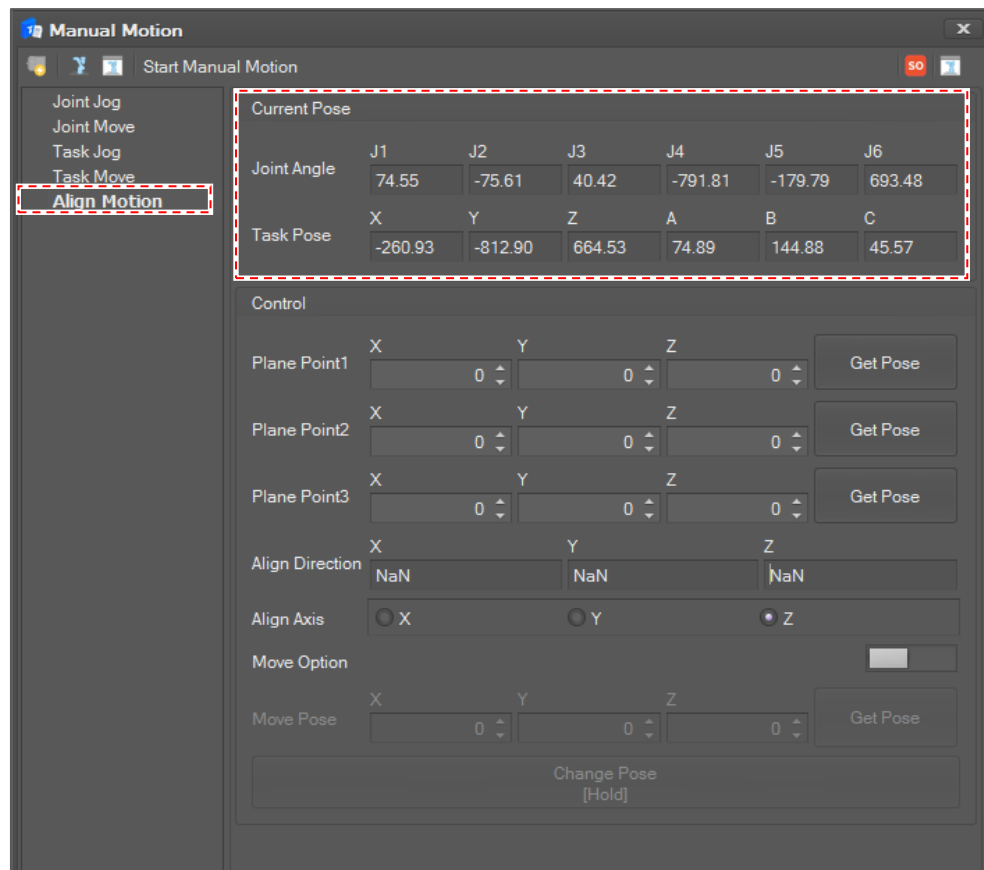 Manual Motion
Start Manual Motion
SO
Joint Jog
Joint Move
Task Jog
Task Move
Align Motion
Current Pose
J1 J2 J3 J4 J5 J6
Joint Angle 74.55 -75.61 40.42 -791.81 -179.79 693.48
X Y Z A B C
Task Pose -260.93 -812.90 664.53 74.89 144.88 45.57
Control
X Y Z
Plane Point1 0 0 0 Get Pose
X Y Z
Plane Point2 0 0 0 Get Pose
X Y Z
Plane Point3 0 0 0 Get Pose
X Y Z
Align Direction NaN NaN NaN
Align Axis X Y Z
Move Option
X Y Z
Move Pose 0 0 0 Get Pose
Change Pose
[Hold]